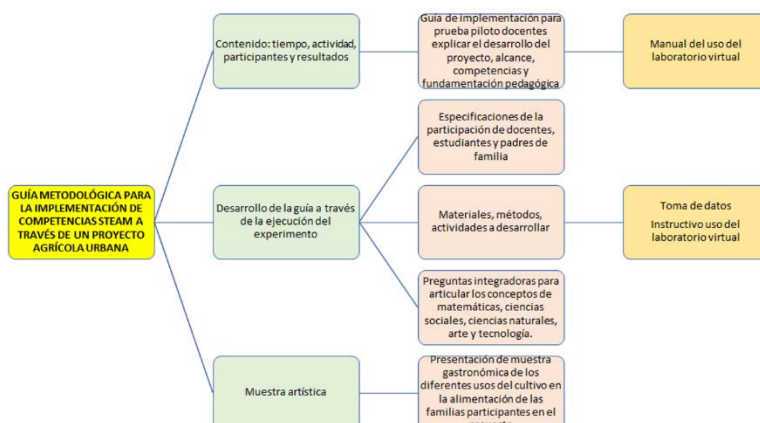 GUÍA METODOLÓGICA PARA
LA IMPLEMENTACIÓN DE
COMPETENCIAS STEAM A
TRAVÉS DE UN PROYECTO
AGRÍCOLA URBANA
Contenido: tiempo, actividad,
participantes y resultados
Guía de implementación para
prueba piloto docentes
explicar el desarrollo del
proyecto, alcance,
competencias y
fundamentación pedagógica
Manual del uso del
laboratorio virtual
Desarrollo de la guía a través
de la ejecución del
experimento
Especificaciones de la
participación de docentes,
estudiantes y padres de
familia
Materiales, métodos,
actividades a desarrollar
Toma de datos
Instructivo uso del
laboratorio virtual
Preguntas integradoras para
articular los conceptos de
matemáticas, ciencias
sociales, ciencias naturales,
arte y tecnología.
Muestra artística
Presentación de muestra
gastronómica de los
diferentes usos del cultivo en
la alimentación de las
familias participantes en el